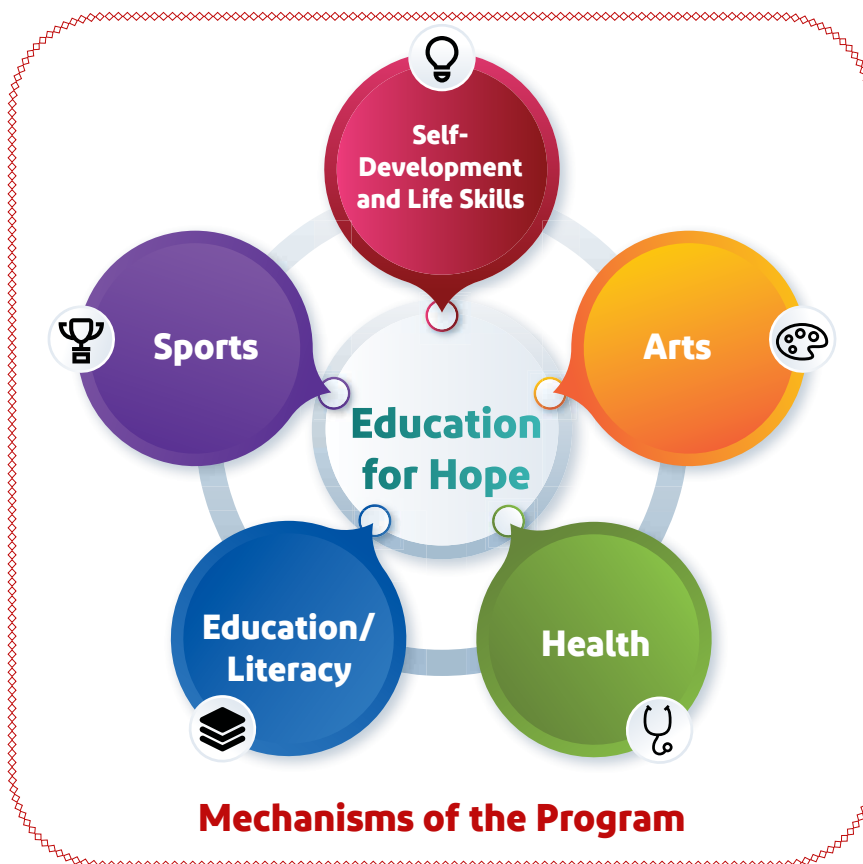 Self-
Development
and Life Skills
Sports
Arts
Education
for Hope
Education/
Literacy
Health
Mechanisms of the Program